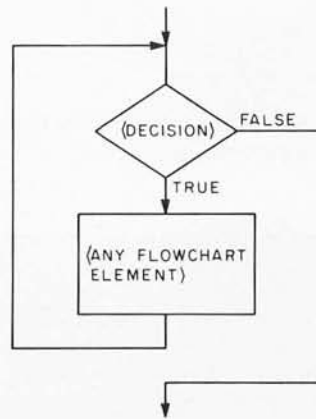 ⟨DECISION⟩
FALSE
TRUE
⟨ANY FLOWCHART
ELEMENT⟩